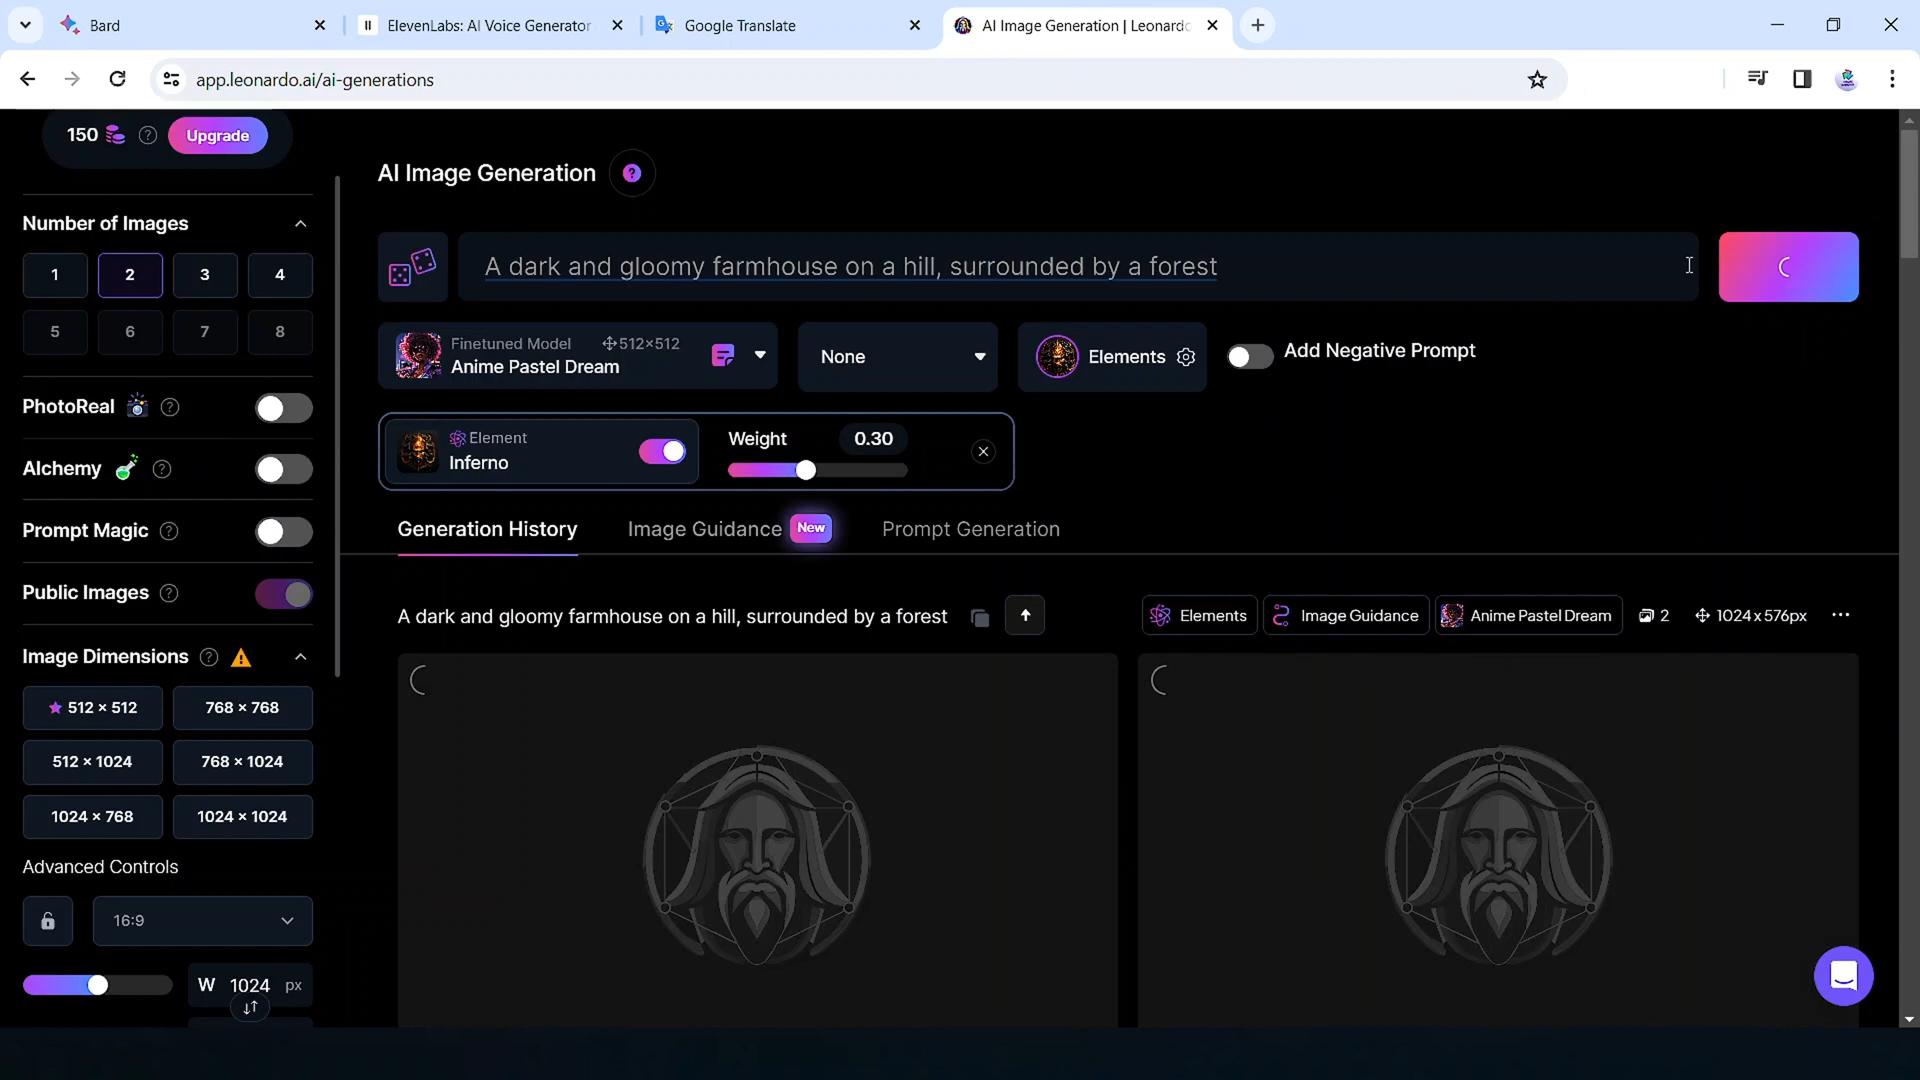 Bard
ElevenLabs: AI Voice Generator
Google Translate
AI Image Generation | Leonardo
app.leonardo.ai/ai-generations
150
Upgrade
AI Image Generation
Number of Images
1 2 3 4
5 6 7 8
A dark and gloomy farmhouse on a hill, surrounded by a forest
Finetuned Model 512×512
Anime Pastel Dream
None
Elements
Add Negative Prompt
PhotoReal
Alchemy
Prompt Magic
Public Images
Element
Inferno
Weight 0.30
Generation History
Image Guidance New
Prompt Generation
A dark and gloomy farmhouse on a hill, surrounded by a forest
Elements
Image Guidance
Anime Pastel Dream
2
1024 x 576px
Image Dimensions
512 × 512
768 × 768
512 × 1024
768 × 1024
1024 × 768
1024 × 1024
Advanced Controls
16:9
W 1024 px